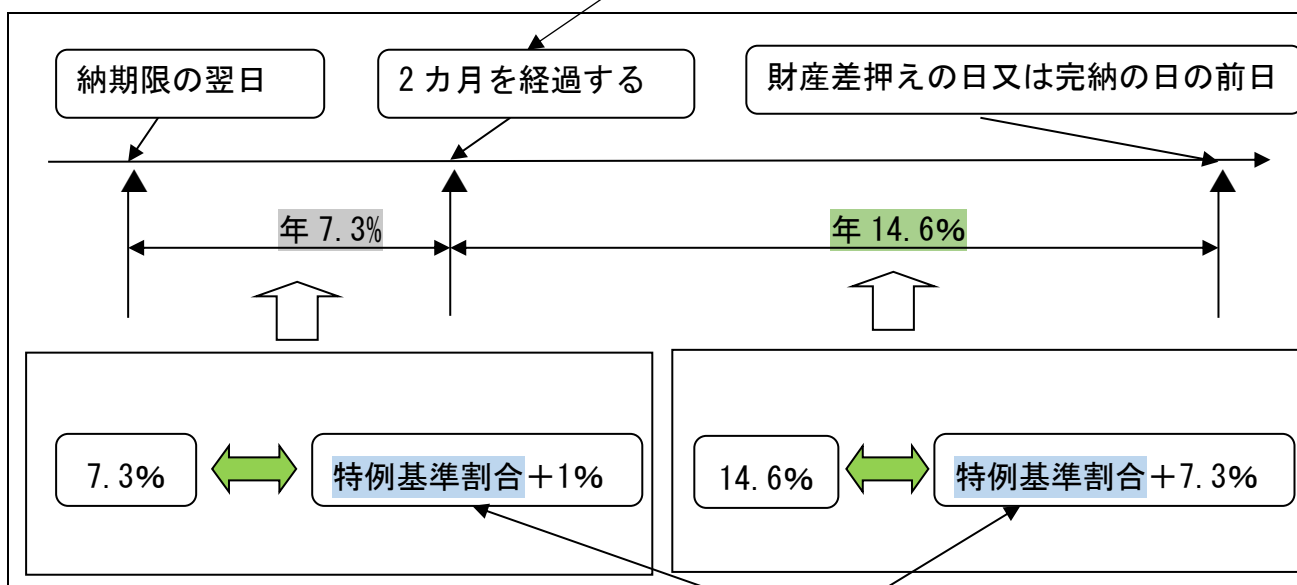 納期限の翌日
2カ月を経過する
財産差押えの日又は完納の日の前日
年 7.3%
年 14.6%
7.3%
特例基準割合+1%
14.6%
特例基準割合+7.3%